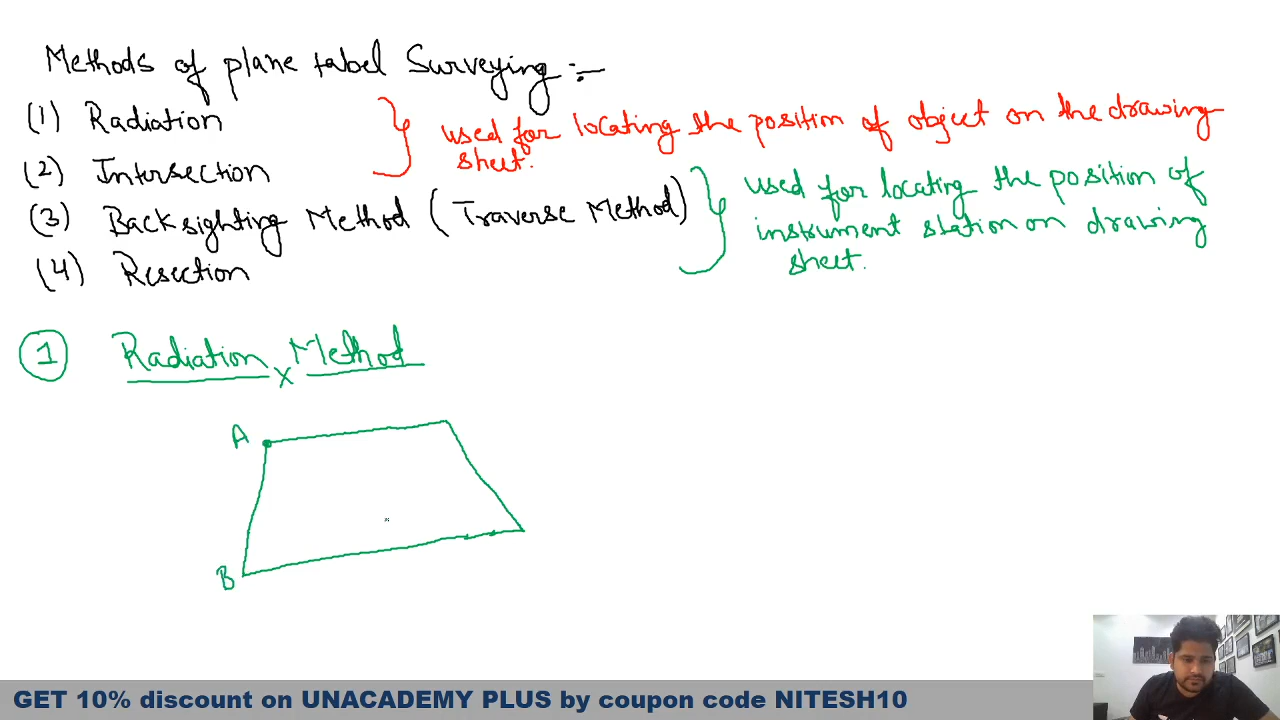 Methods of plane tabel Surveying :-
(1) Radiation
(2) Intersection
(3) Backsighting Method (Traverse Method)
(4) Resection
used for locating the position of object on the drawing
sheet.
used for locating the position of
instrument station on drawing
sheet.
1 Radiation Method
A
B
GET 10% discount on UNACADEMY PLUS by coupon code NITESH10